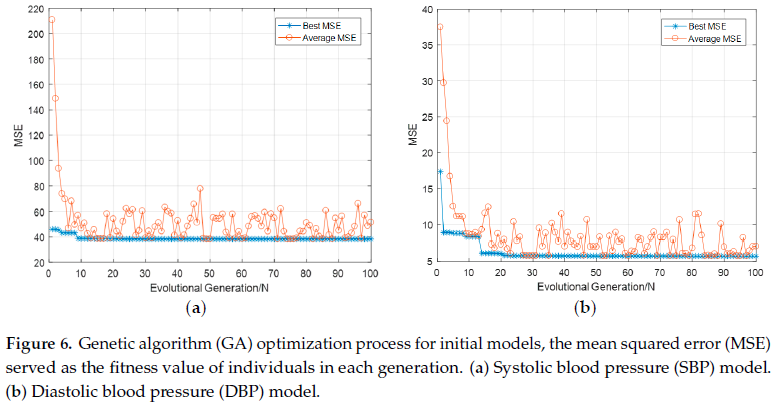 220
200
180
160
140
120
100
80
60
40
20
MSE
0 10 20 30 40 50 60 70 80 90 100
Evolutional Generation/N
Best MSE
Average MSE
(a)
40
35
30
25
20
15
10
5
MSE
0 10 20 30 40 50 60 70 80 90 100
Evolutional Generation/N
Best MSE
Average MSE
(b)
Figure 6. Genetic algorithm (GA) optimization process for initial models, the mean squared error (MSE)
served as the fitness value of individuals in each generation. (a) Systolic blood pressure (SBP) model.
(b) Diastolic blood pressure (DBP) model.